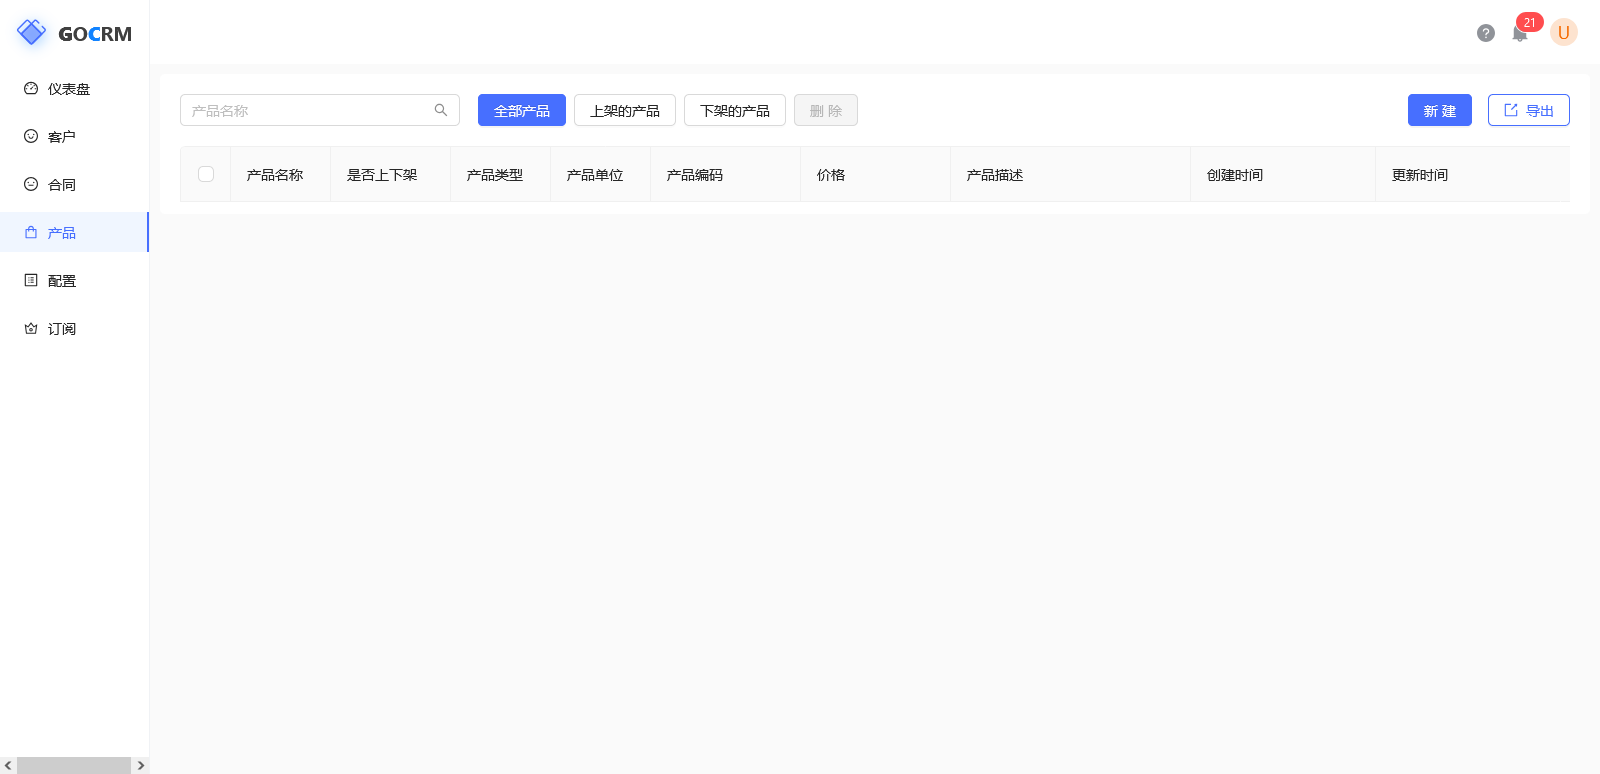 GOCRM
?
21
U
仪表盘
客户
合同
产品
配置
订阅
产品名称
全部产品
上架的产品
下架的产品
删 除
新 建
导出
产品名称
是否上下架
产品类型
产品单位
产品编码
价格
产品描述
创建时间
更新时间